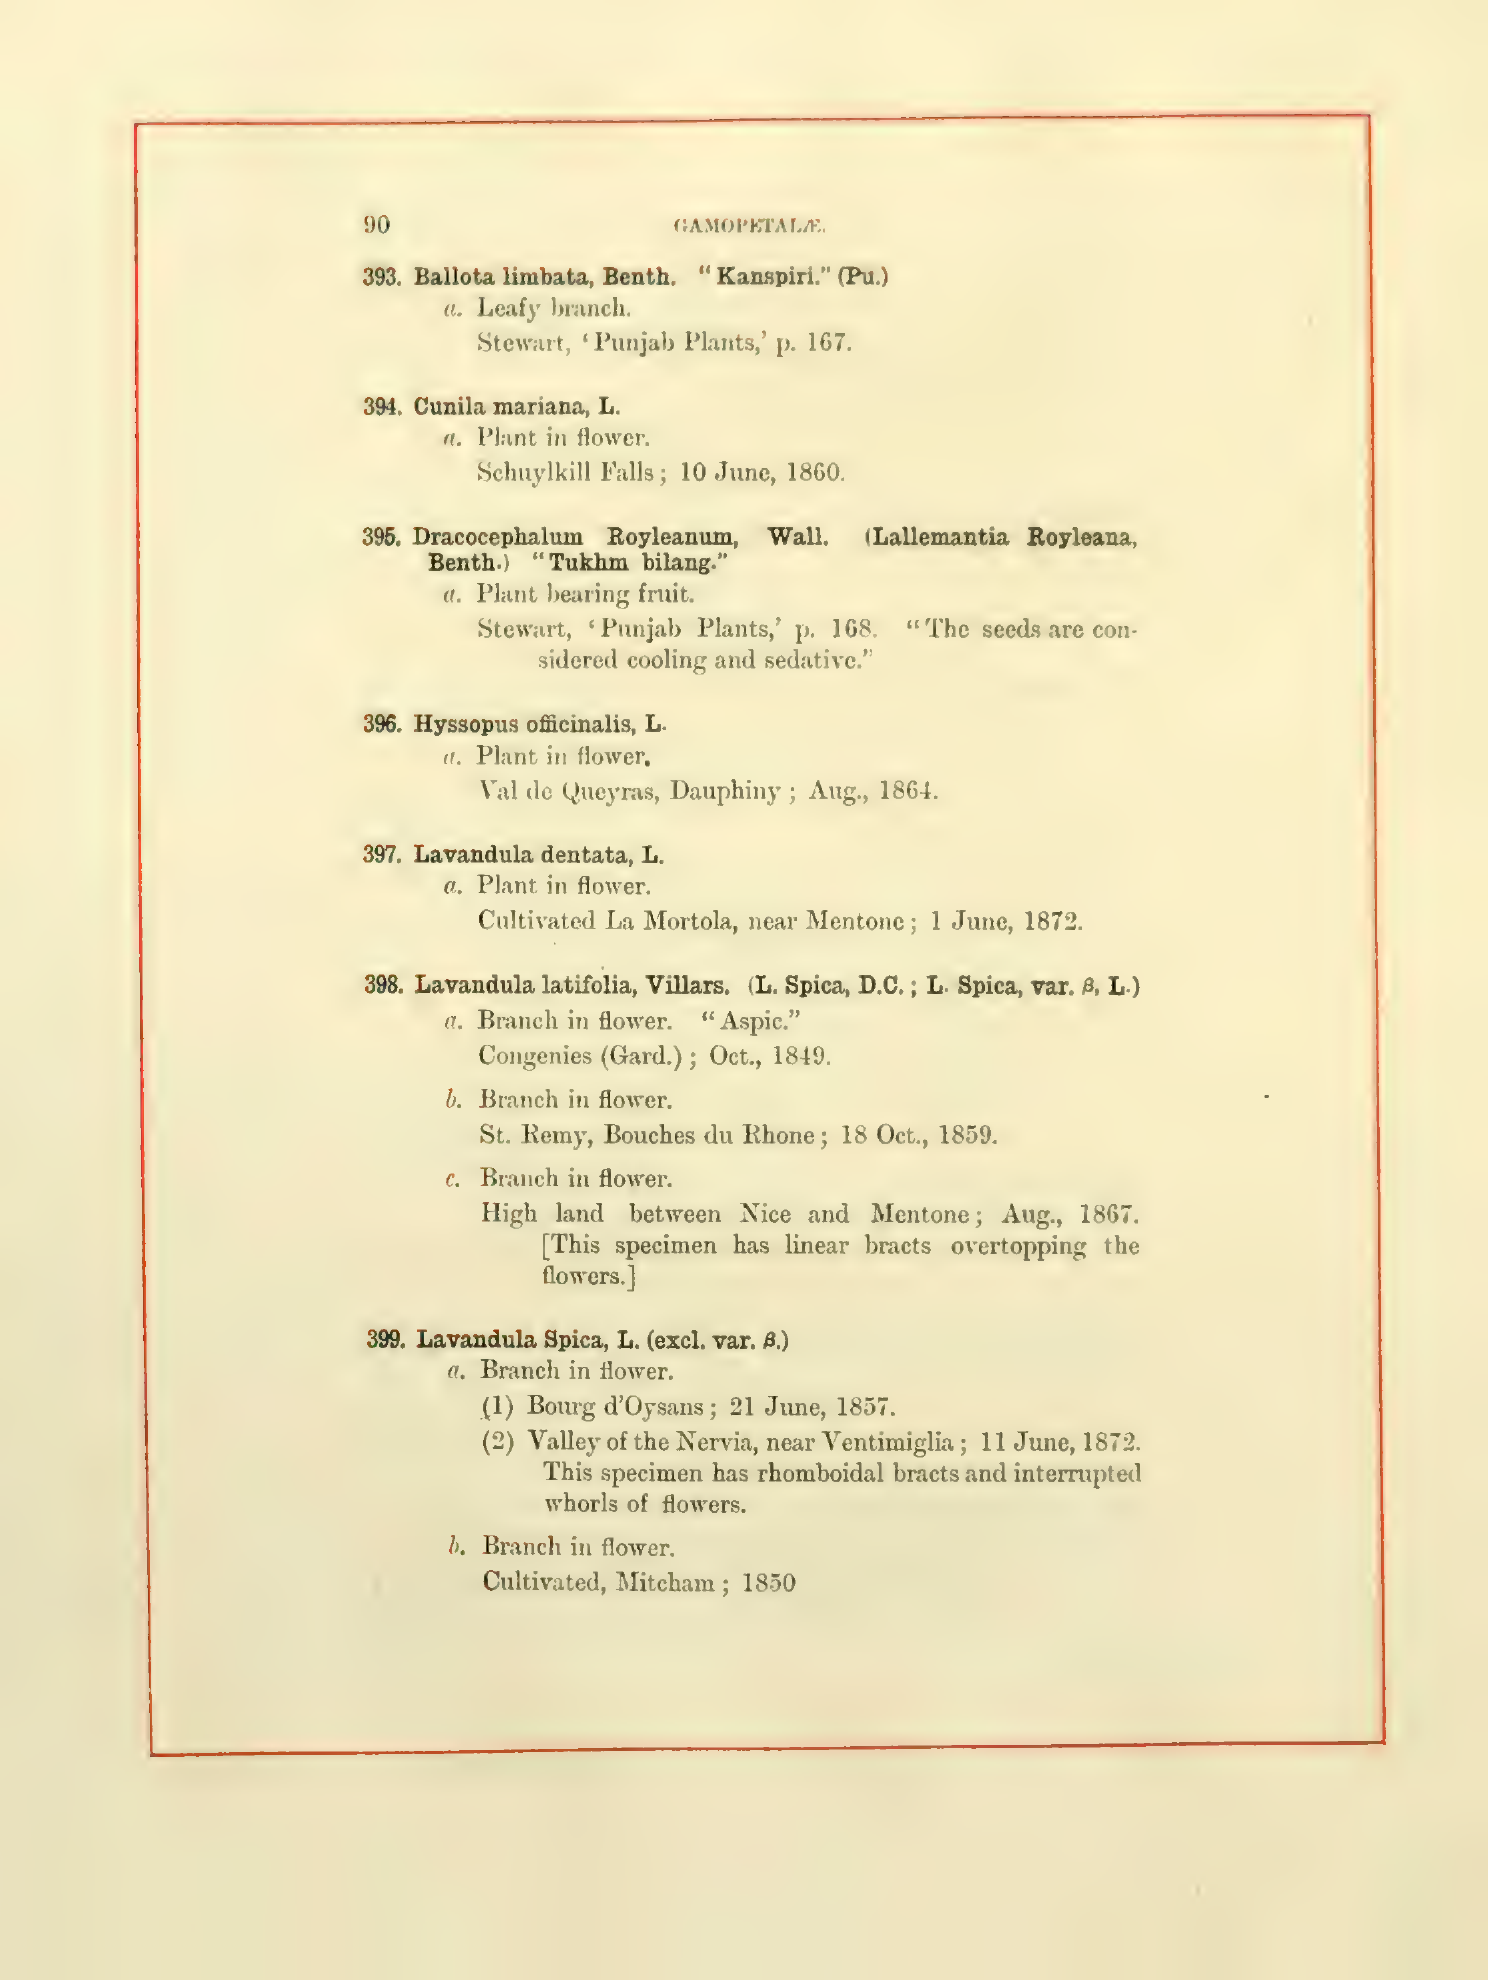 90 GAMOPETALÆ.
393. Ballota limbata, Benth. “Kanspiri.” (Pu.)
a. Leafy branch.
Stewart, ‘Punjab Plants,’ p. 167.
394. Cunila mariana, L.
a. Plant in flower.
Schuylkill Falls; 10 June, 1860.
395. Dracocephalum Royleanum, Wall. (Lallemantia Royleana,
Benth.) “Tukhm bilang.”
a. Plant bearing fruit.
Stewart, ‘Punjab Plants,’ p. 168. “The seeds are con-
sidered cooling and sedative.”
396. Hyssopus officinalis, L.
a. Plant in flower.
Val de Queyras, Dauphiny; Aug., 1864.
397. Lavandula dentata, L.
a. Plant in flower.
Cultivated La Mortola, near Mentone; 1 June, 1872.
398. Lavandula latifolia, Villars. (L. Spica, D.C.; L. Spica, var. β, L.)
a. Branch in flower. “Aspic.”
Congenies (Gard.); Oct., 1849.
b. Branch in flower.
St. Remy, Bouches du Rhone; 18 Oct., 1859.
c. Branch in flower.
High land between Nice and Mentone; Aug., 1867.
[This specimen has linear bracts overtopping the
flowers.]
399. Lavandula Spica, L. (excl. var. β.)
a. Branch in flower.
(1) Bourg d’Oysans; 21 June, 1857.
(2) Valley of the Nervia, near Ventimiglia; 11 June, 1872.
This specimen has rhomboidal bracts and interrupted
whorls of flowers.
b. Branch in flower.
Cultivated, Mitcham; 1850